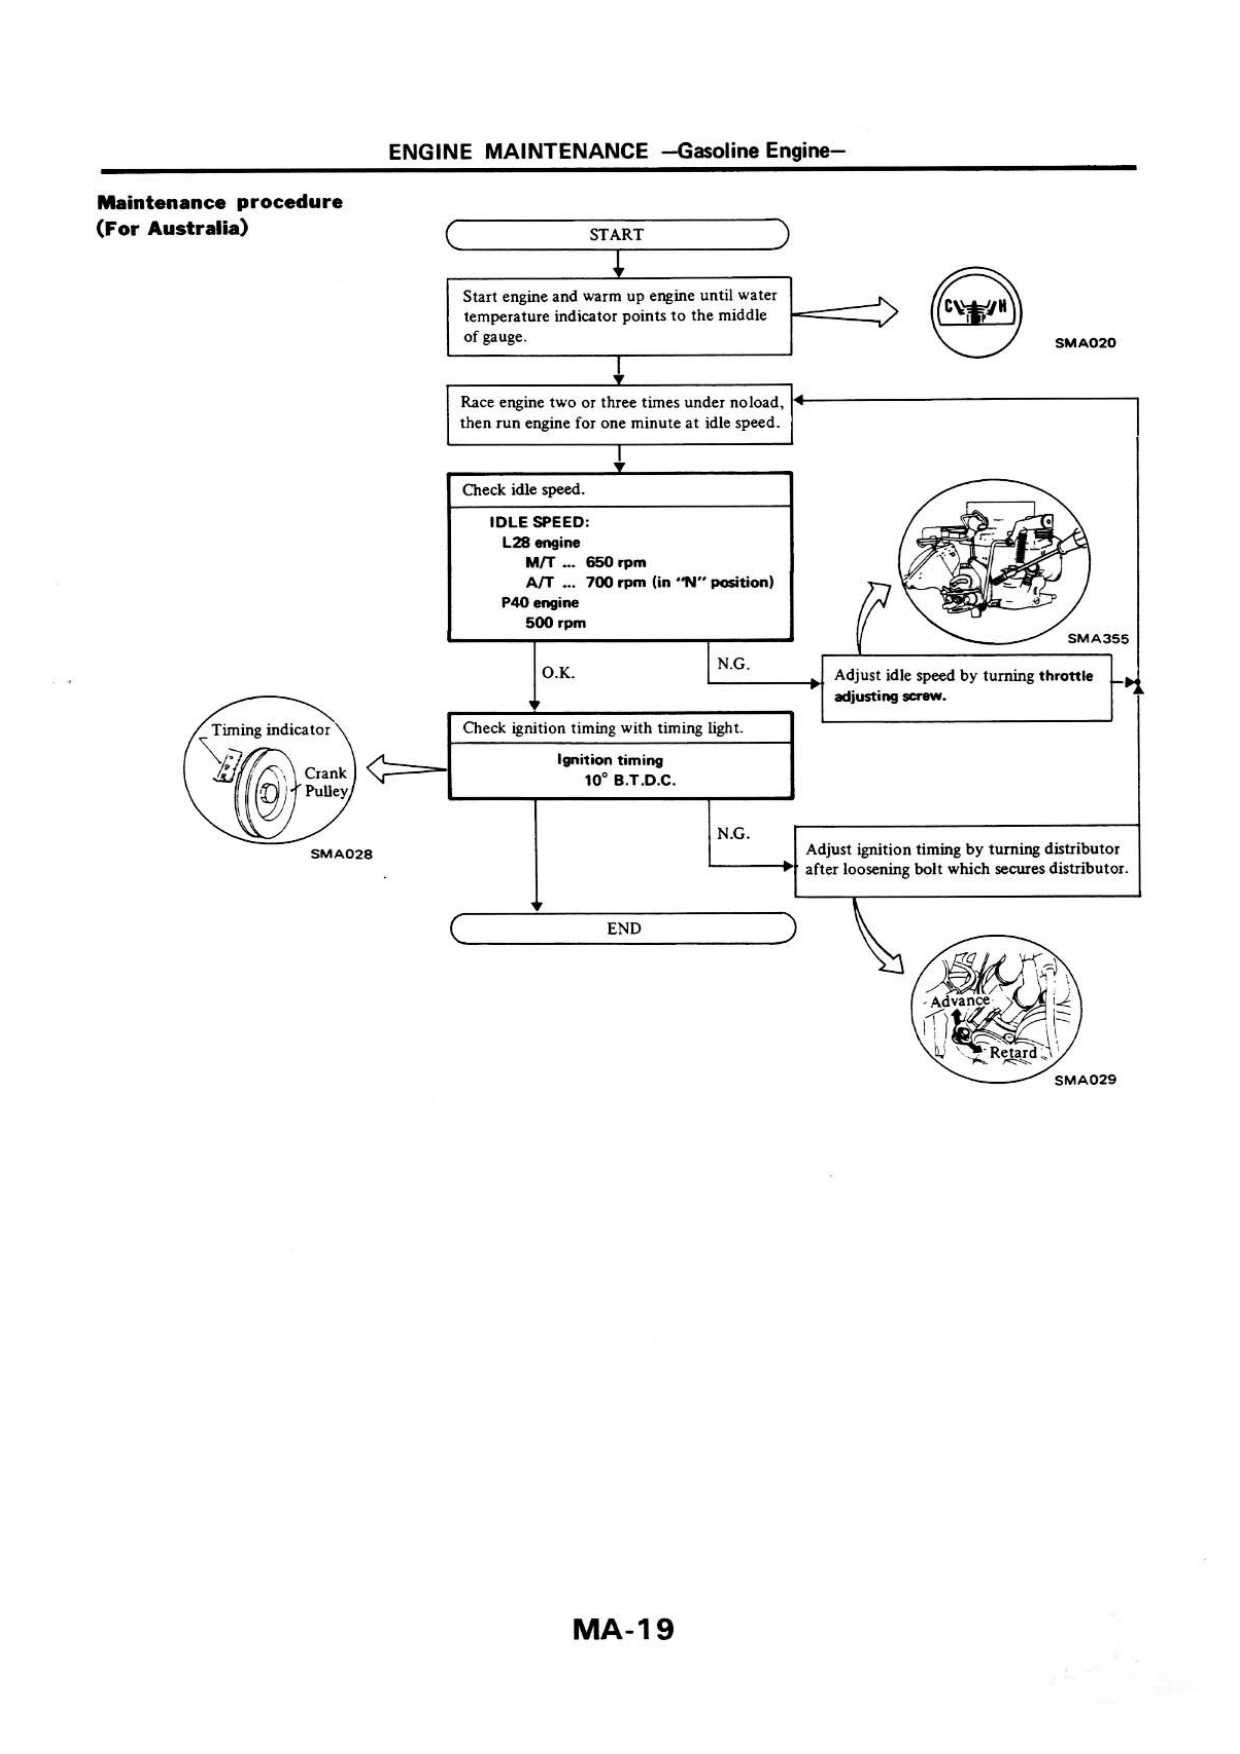 ENGINE MAINTENANCE —Gasoline Engine—
Maintenance procedure
(For Australia)
START
Start engine and warm up engine until water
temperature indicator points to the middle
of gauge.
C H
SMA020
Race engine two or three times under no load,
then run engine for one minute at idle speed.
Check idle speed.
IDLE SPEED:
L28 engine
M/T ... 650 rpm
A/T ... 700 rpm (in "N" position)
P40 engine
500 rpm
SMA355
O.K.
N.G.
Adjust idle speed by turning throttle
adjusting screw.
Timing indicator
Crank
Pulley
SMA028
Check ignition timing with timing light.
Ignition timing
10° B.T.D.C.
N.G.
Adjust ignition timing by turning distributor
after loosening bolt which secures distributor.
END
Advance
Retard
SMA029
MA-19